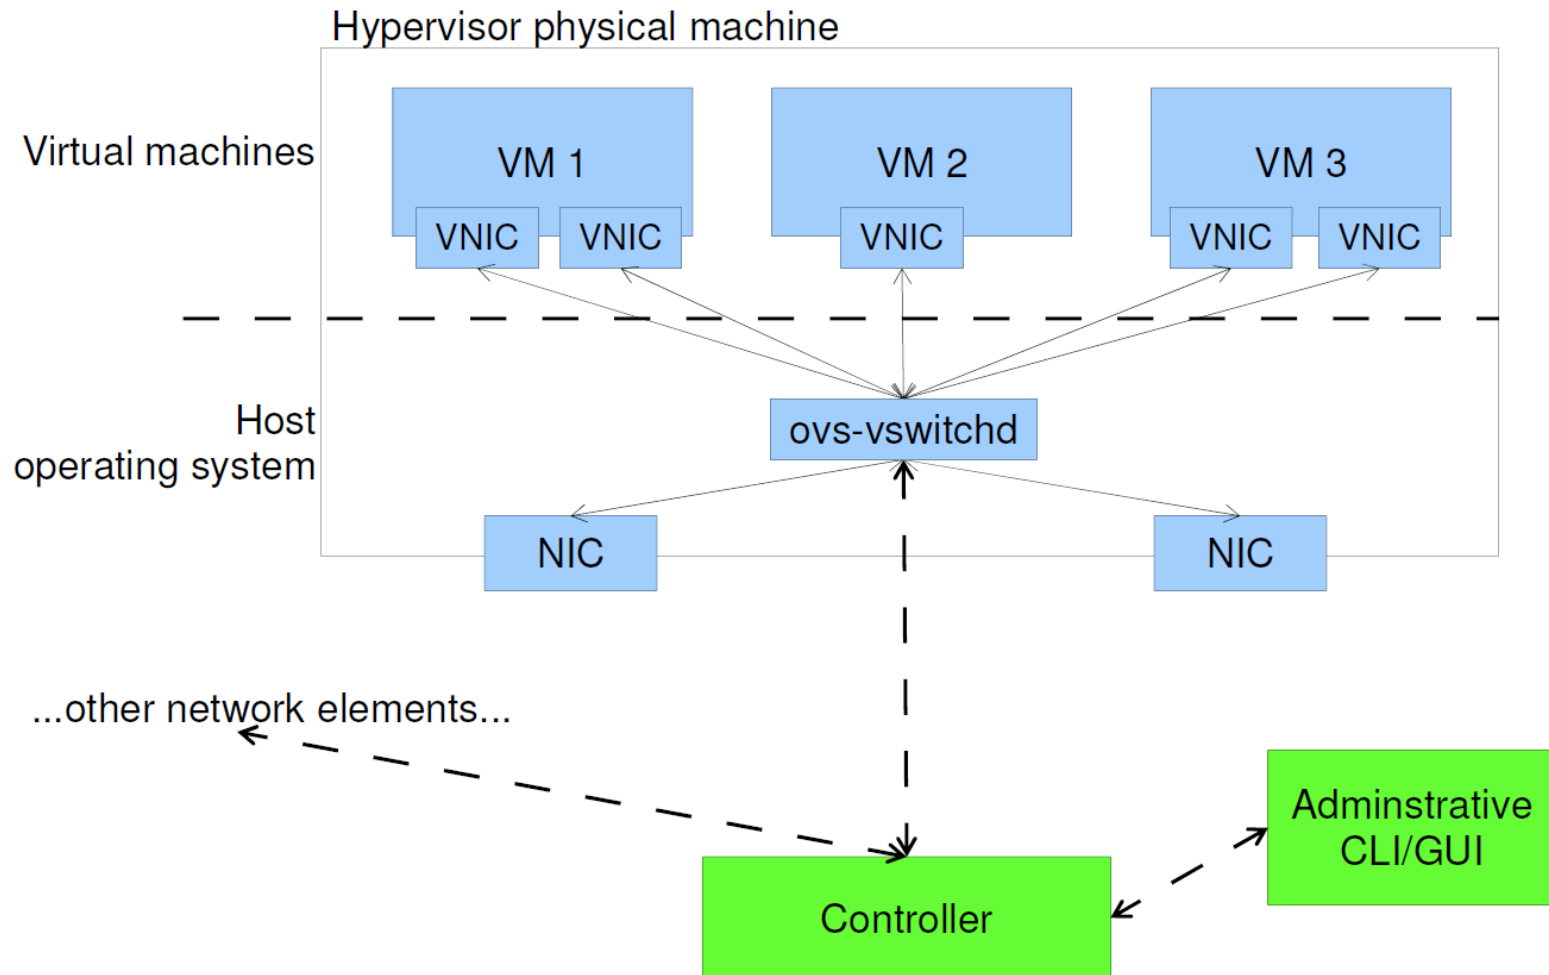 Hypervisor physical machine
Virtual machines
VM 1
VM 2
VM 3
VNIC
VNIC
VNIC
VNIC
VNIC
Host
operating system
ovs-vswitchd
NIC
NIC
...other network elements...
Adminstrative
CLI/GUI
Controller